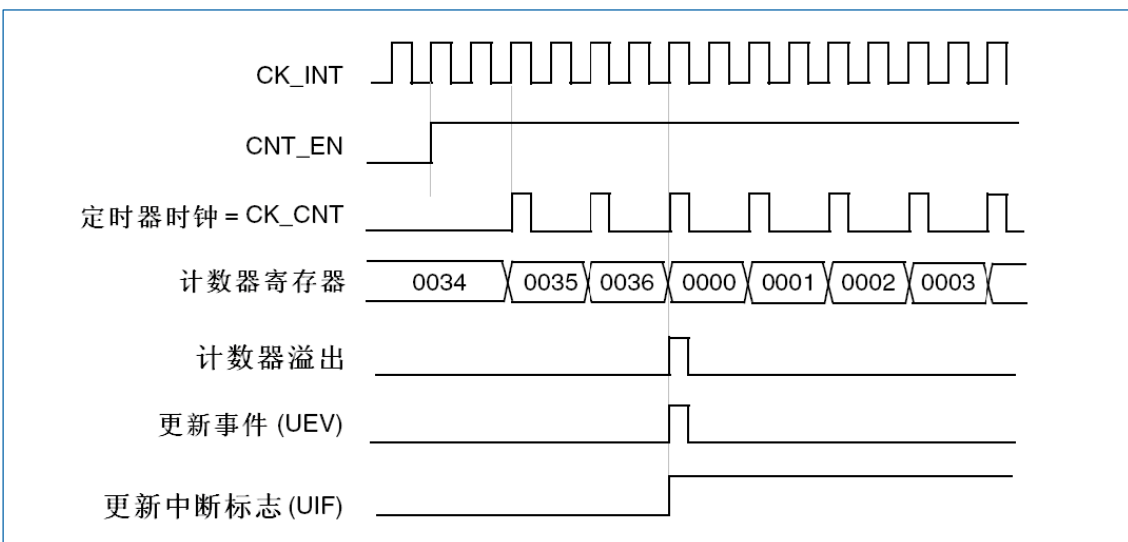 CK_INT
CNT_EN
定时器时钟 = CK_CNT
计数器寄存器 0034 0035 0036 0000 0001 0002 0003
计数器溢出
更新事件 (UEV)
更新中断标志 (UIF)